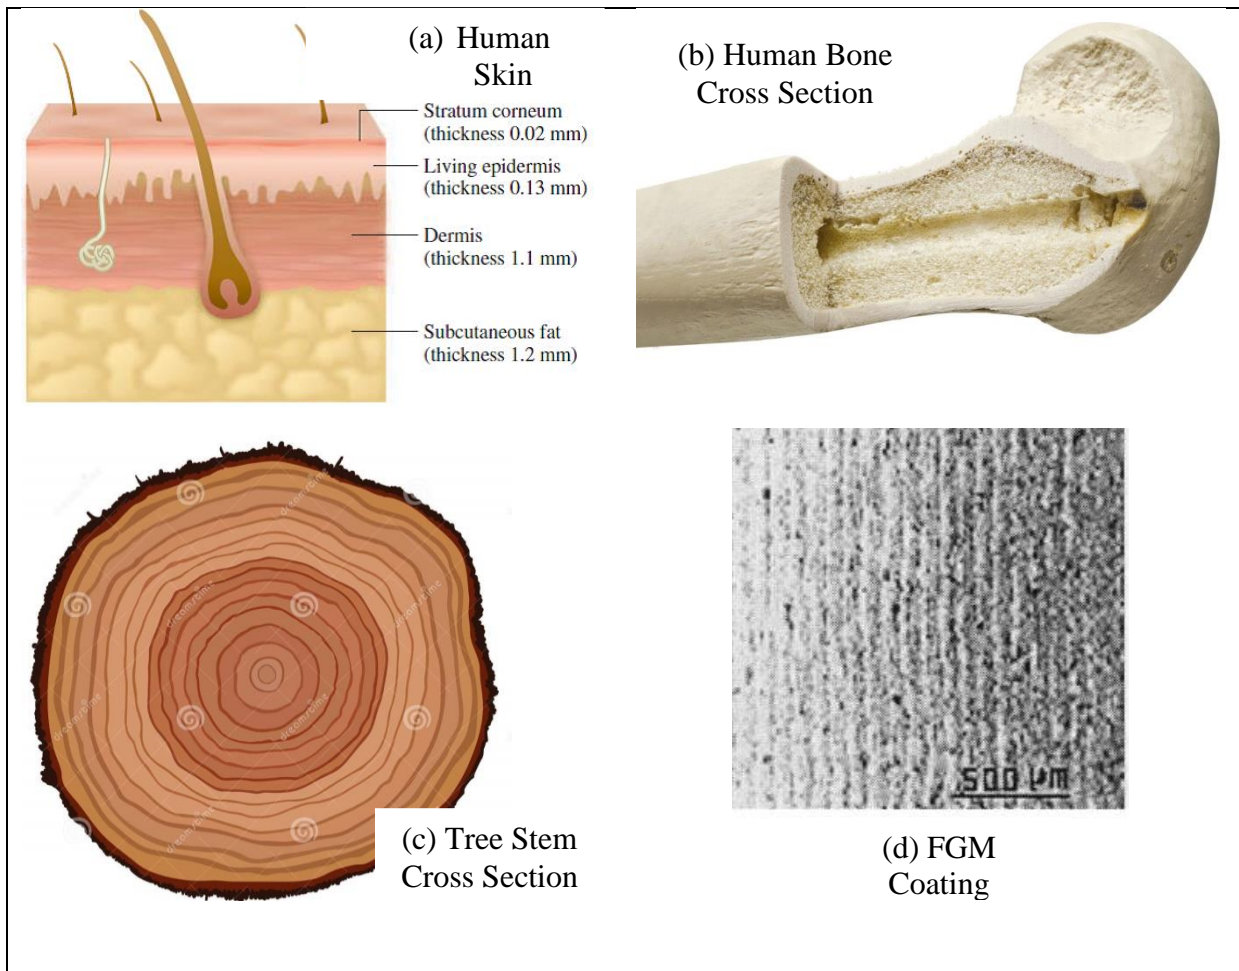 (a) Human
Skin
Stratum corneum
(thickness 0.02 mm)
Living epidermis
(thickness 0.13 mm)
Dermis
(thickness 1.1 mm)
Subcutaneous fat
(thickness 1.2 mm)
(b) Human Bone
Cross Section
(c) Tree Stem
Cross Section
500 µm
(d) FGM
Coating